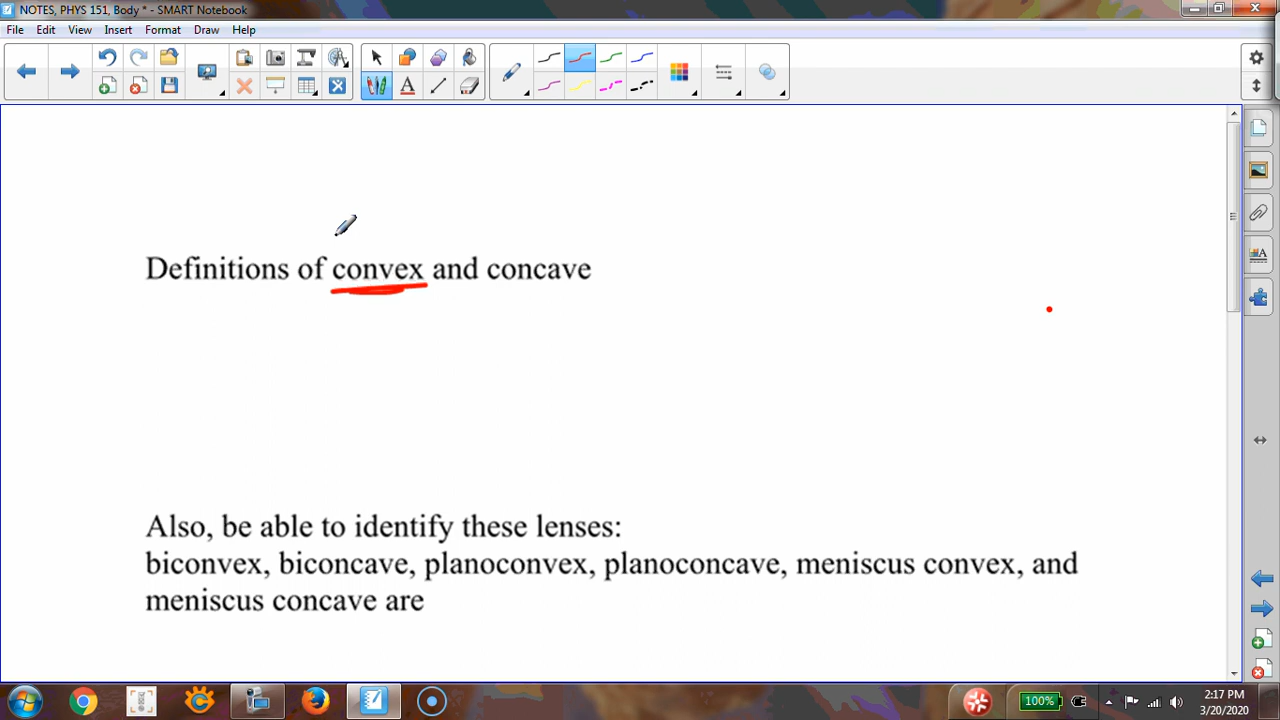 NOTES, PHYS 151, Body * - SMART Notebook
File Edit View Insert Format Draw Help
Definitions of convex and concave
Also, be able to identify these lenses:
biconvex, biconcave, planoconvex, planoconcave, meniscus convex, and
meniscus concave are
100%
2:17 PM
3/20/2020